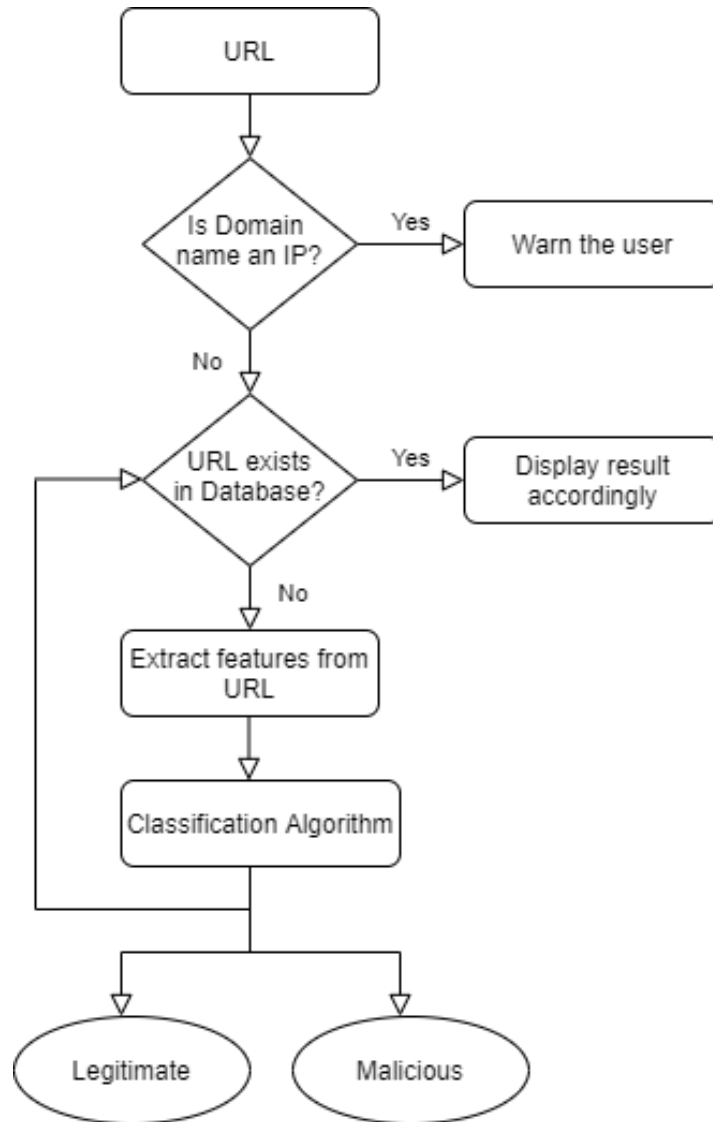 URL
Is Domain
name an IP?
Yes
Warn the user
No
URL exists
in Database?
Yes
Display result
accordingly
No
Extract features from
URL
Classification Algorithm
Legitimate
Malicious